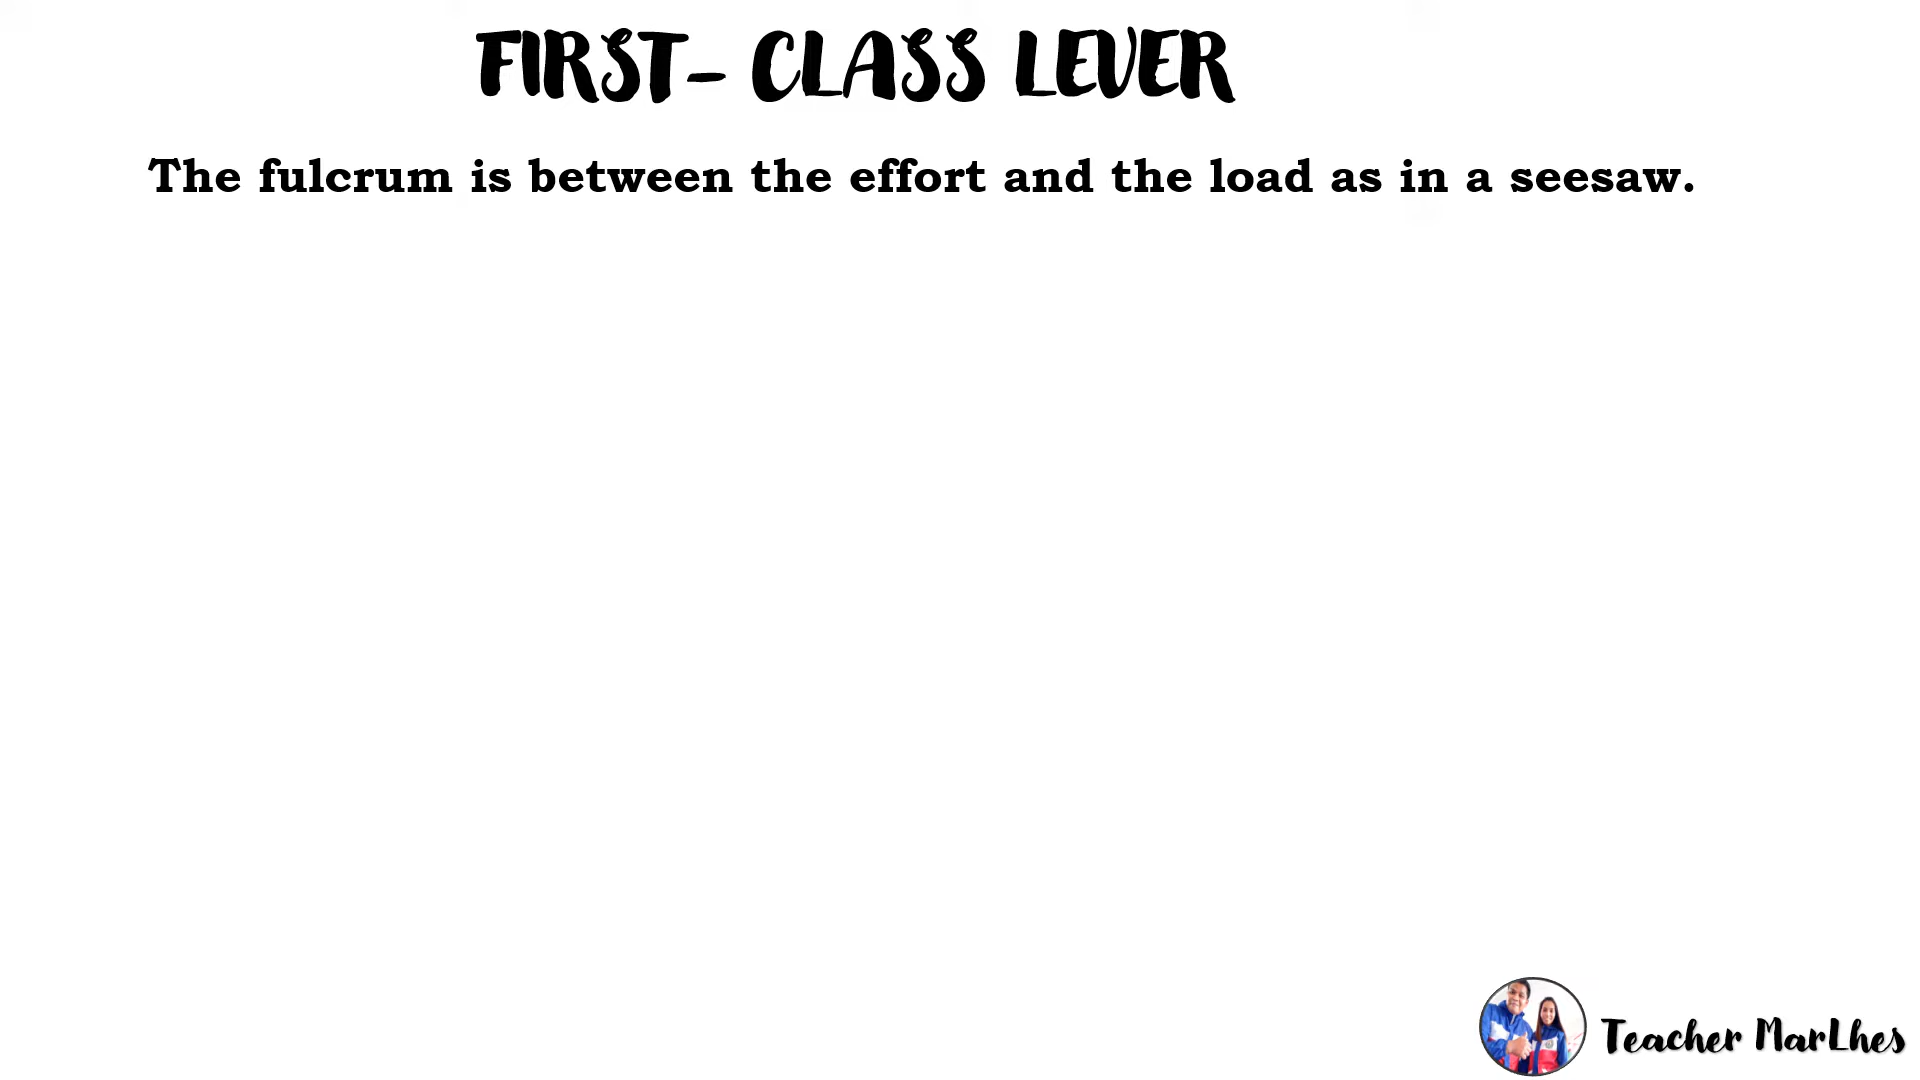 FIRST- CLASS LEVER
The fulcrum is between the effort and the load as in a seesaw.
Teacher MarLhes